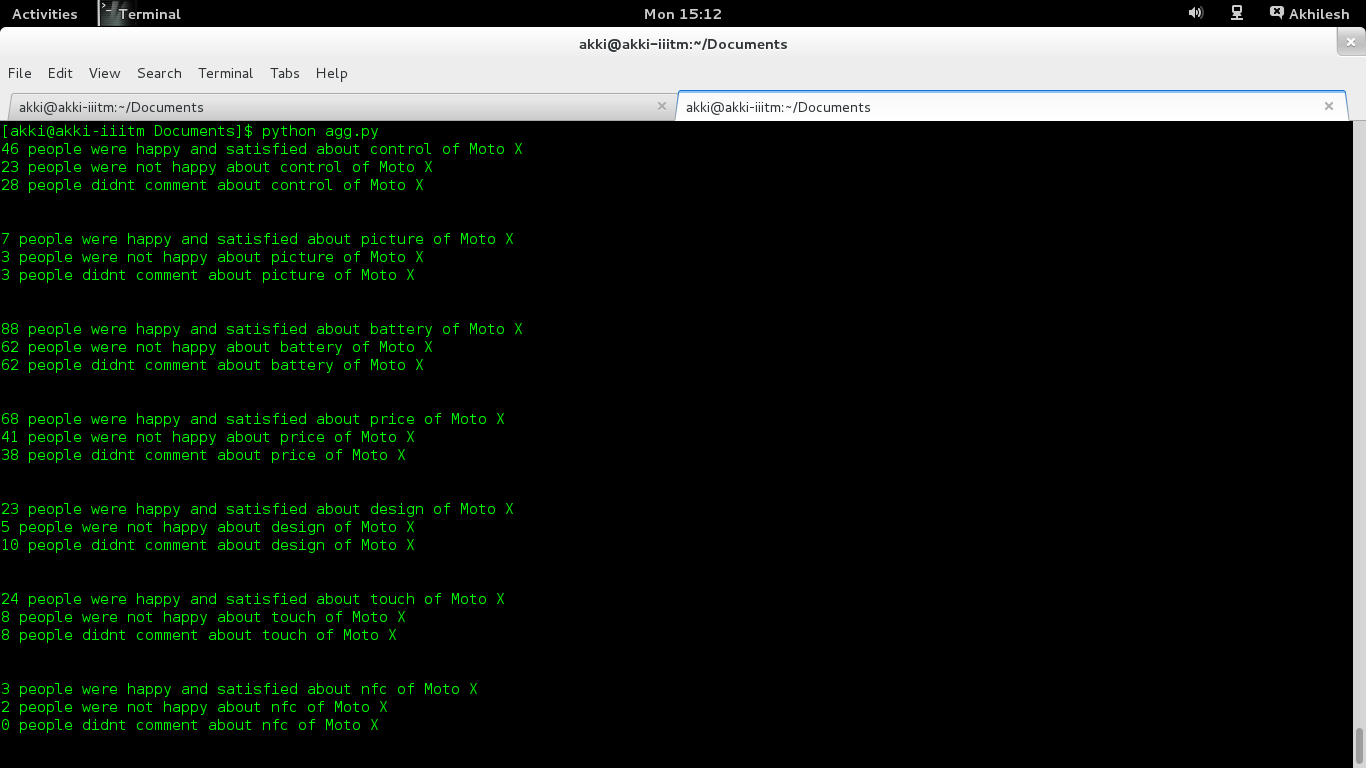 Activities Terminal Mon 15:12 Akhilesh
akki@akki-iiitm:~/Documents
File Edit View Search Terminal Tabs Help
akki@akki-iiitm:~/Documents akki@akki-iiitm:~/Documents
[akki@akki-iiitm Documents]$ python agg.py
46 people were happy and satisfied about control of Moto X
23 people were not happy about control of Moto X
28 people didnt comment about control of Moto X
7 people were happy and satisfied about picture of Moto X
3 people were not happy about picture of Moto X
3 people didnt comment about picture of Moto X
88 people were happy and satisfied about battery of Moto X
62 people were not happy about battery of Moto X
62 people didnt comment about battery of Moto X
68 people were happy and satisfied about price of Moto X
41 people were not happy about price of Moto X
38 people didnt comment about price of Moto X
23 people were happy and satisfied about design of Moto X
5 people were not happy about design of Moto X
10 people didnt comment about design of Moto X
24 people were happy and satisfied about touch of Moto X
8 people were not happy about touch of Moto X
8 people didnt comment about touch of Moto X
3 people were happy and satisfied about nfc of Moto X
2 people were not happy about nfc of Moto X
0 people didnt comment about nfc of Moto X